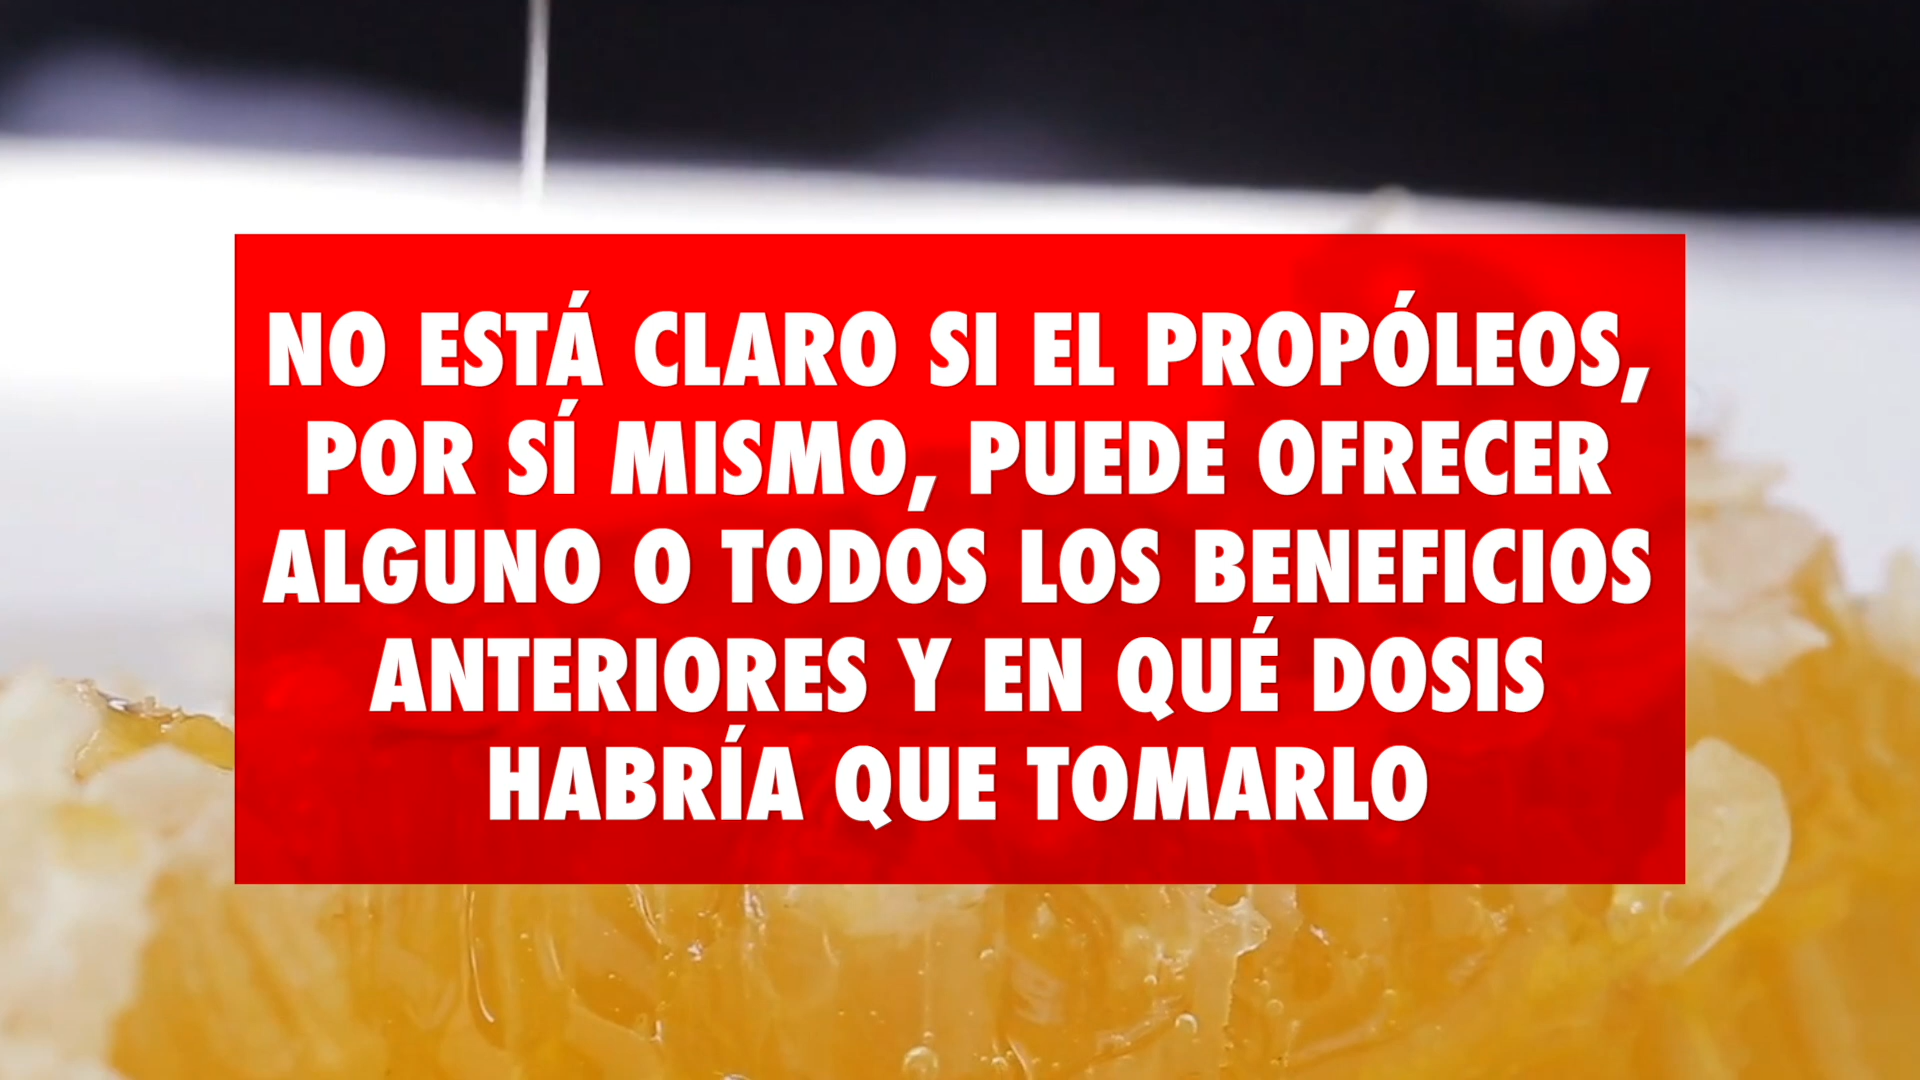 NO ESTÁ CLARO SI EL PROPÓLEOS,
POR SÍ MISMO, PUEDE OFRECER
ALGUNO O TODOS LOS BENEFICIOS
ANTERIORES Y EN QUÉ DOSIS
HABRÍA QUE TOMARLO